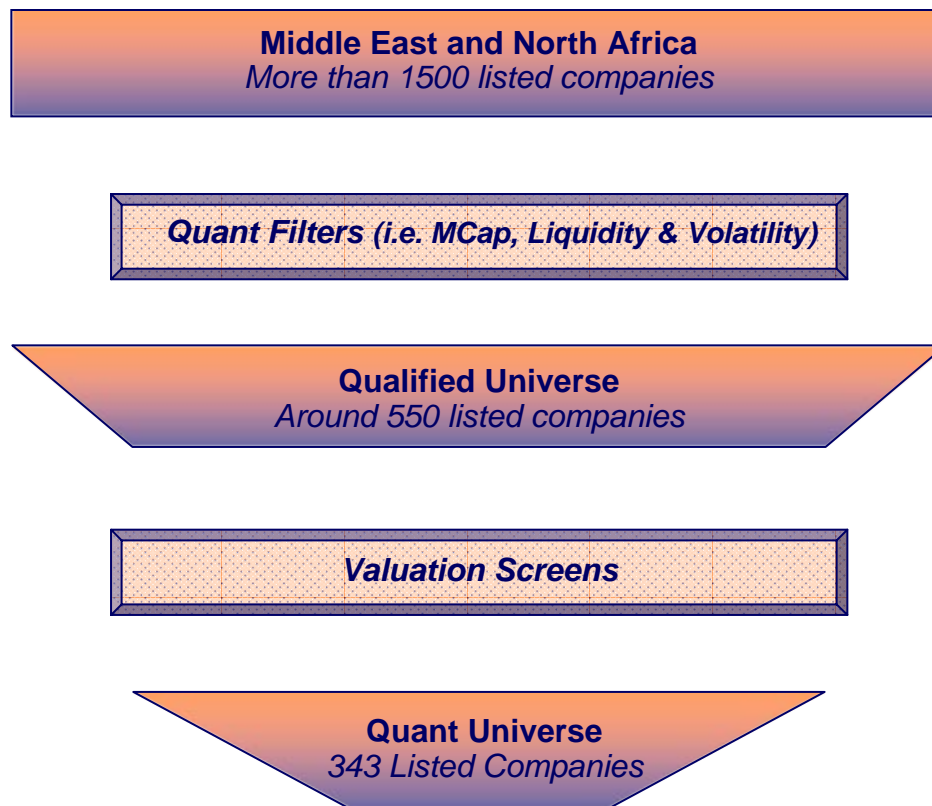 Middle East and North Africa
More than 1500 listed companies
Quant Filters (i.e. MCap, Liquidity & Volatility)
Qualified Universe
Around 550 listed companies
Valuation Screens
Quant Universe
343 Listed Companies